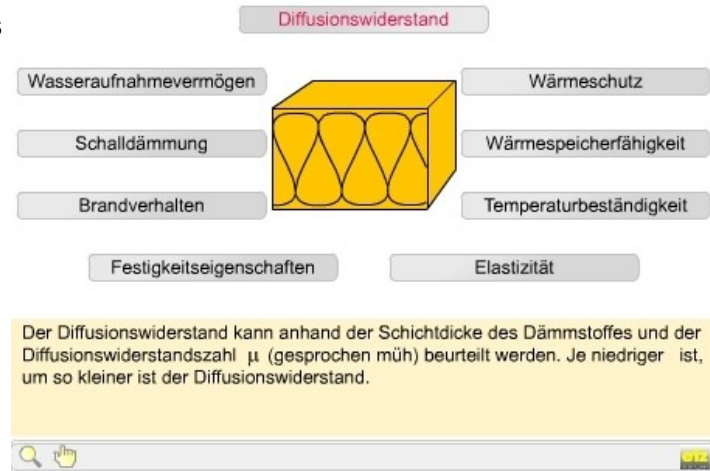 s
Diffusionswiderstand
Wasseraufnahmevermögen
Wärmeschutz
Schalldämmung
Wärmespeicherfähigkeit
Brandverhalten
Temperaturbeständigkeit
Festigkeitseigenschaften
Elastizität
Der Diffusionswiderstand kann anhand der Schichtdicke des Dämmstoffes und der
Diffusionswiderstandszahl μ (gesprochen müh) beurteilt werden. Je niedriger ist,
um so kleiner ist der Diffusionswiderstand.